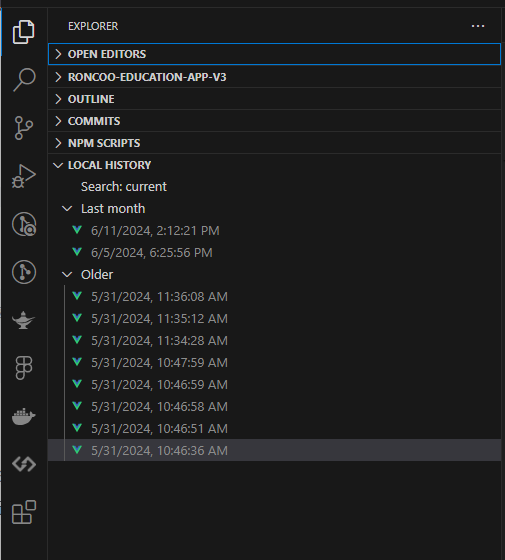 EXPLORER
OPEN EDITORS
RONCOO-EDUCATION-APP-V3
OUTLINE
COMMITS
NPM SCRIPTS
LOCAL HISTORY
Search: current
Last month
6/11/2024, 2:12:21 PM
6/5/2024, 6:25:56 PM
Older
5/31/2024, 11:36:08 AM
5/31/2024, 11:35:12 AM
5/31/2024, 11:34:28 AM
5/31/2024, 10:47:59 AM
5/31/2024, 10:46:59 AM
5/31/2024, 10:46:58 AM
5/31/2024, 10:46:51 AM
5/31/2024, 10:46:36 AM